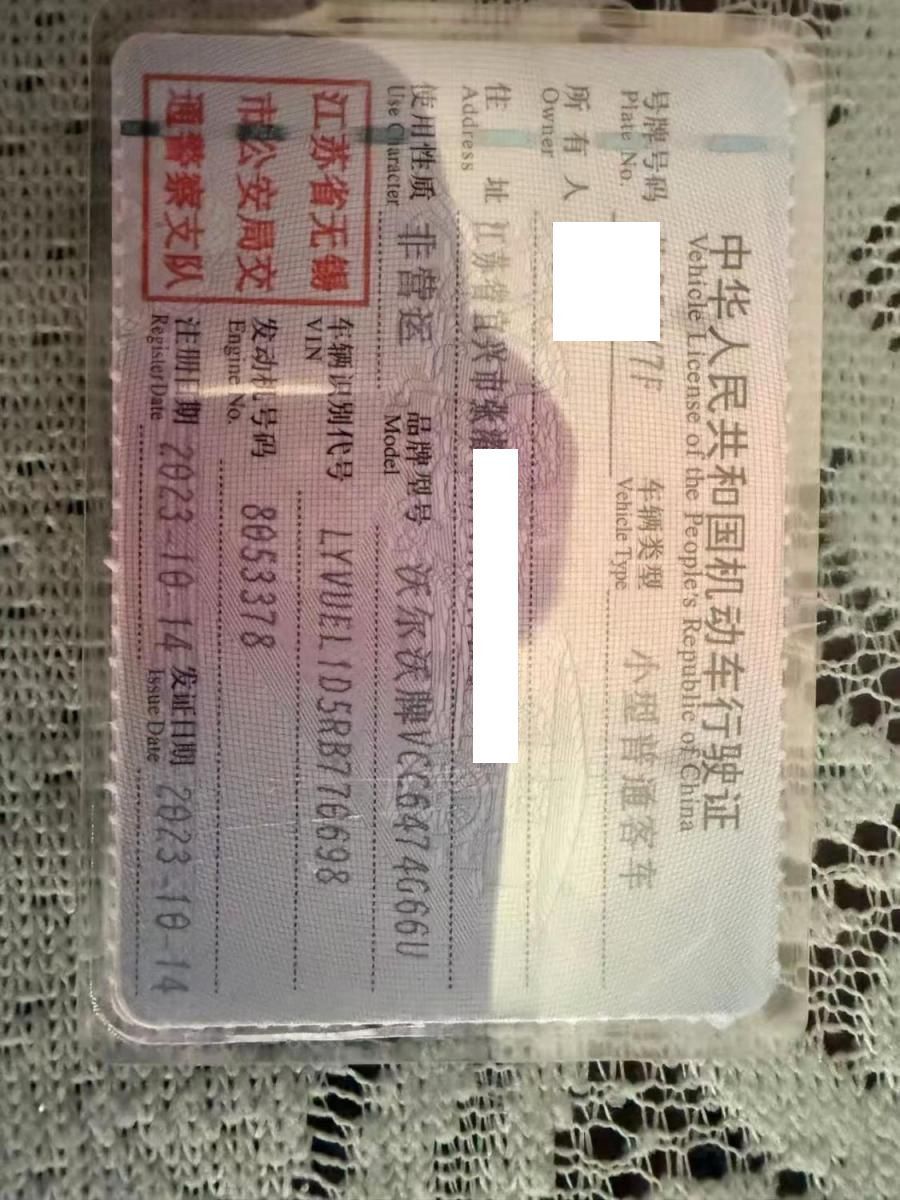 中华人民共和国机动车行驶证
Vehicle License of the People's Republic of China
号牌号码
Plate No.
77F
车辆类型
Vehicle Type
小型普通客车
所有人
Owner
住址
Address
江苏省宜兴市张渚
使用性质
Use Character
非营运
品牌型号
Model
沃尔沃牌VCC6474G66U
江苏省无锡
市公安局交
通警察支队
车辆识别代号
VIN
LYVUEL1D5RB776698
发动机号码
Engine No.
8053378
注册日期
Register Date
2023-10-14
发证日期
Issue Date
2023-10-14